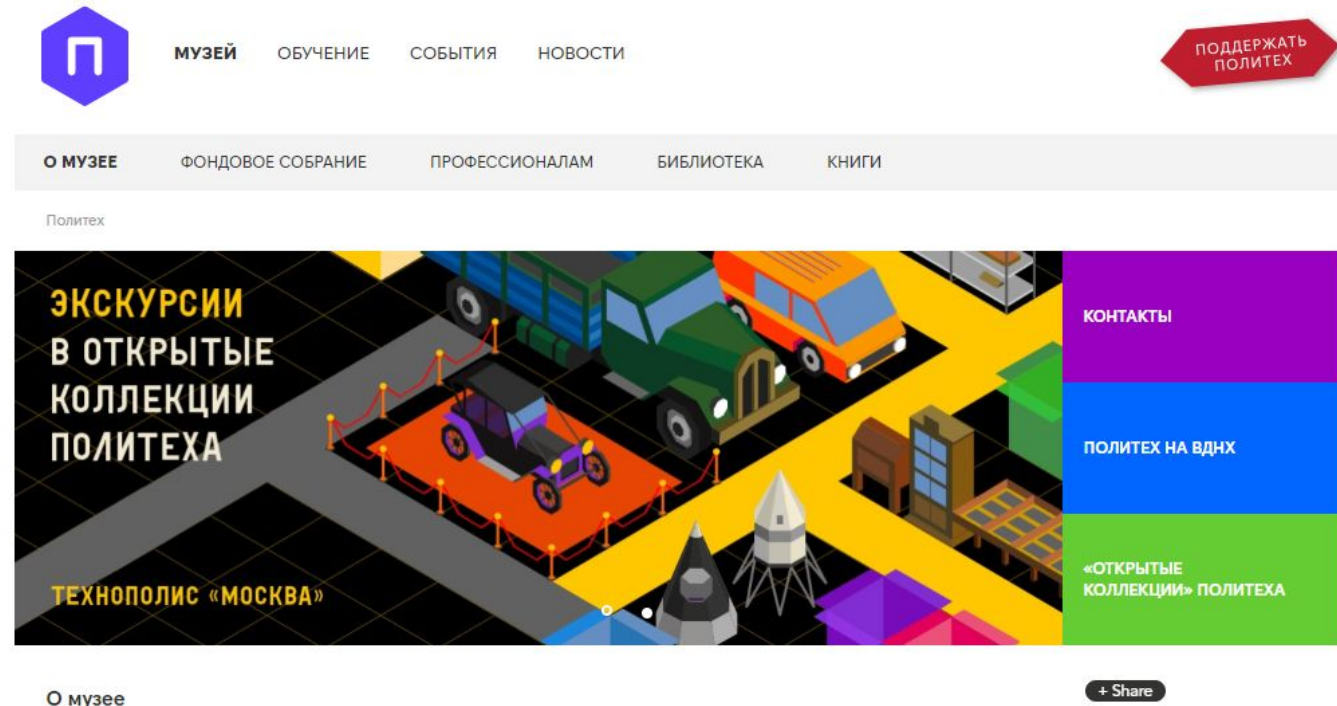 П
МУЗЕЙ ОБУЧЕНИЕ СОБЫТИЯ НОВОСТИ
ПОДДЕРЖАТЬ
ПОЛИТЕХ
О МУЗЕЕ ФОНДОВОЕ СОБРАНИЕ ПРОФЕССИОНАЛАМ БИБЛИОТЕКА КНИГИ
Политех
ЭКСКУРСИИ
В ОТКРЫТЫЕ
КОЛЛЕКЦИИ
ПОЛИТЕХА
ТЕХНОПОЛИС «МОСКВА»
КОНТАКТЫ
ПОЛИТЕХ НА ВДНХ
«ОТКРЫТЫЕ
КОЛЛЕКЦИИ» ПОЛИТЕХА
О музее
+ Share